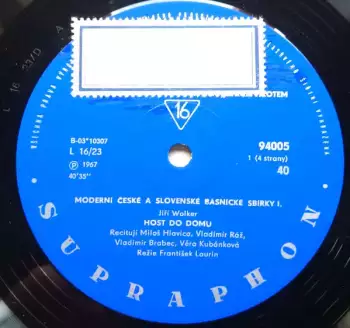 OTEM
16
B-03*10307
L 16/23
Ⓟ 1967
40'35"
94005
1 (4 strany)
40
MODERNÍ ČESKÉ A SLOVENSKÉ BÁSNICKÉ SBÍRKY I.
Jiří Wolker
HOST DO DOMU
Recitují Miloš Hlavica, Vladimír Ráž,
Vladimír Brabec, Věra Kubánková
Režie František Laurin
SUPRAPHON